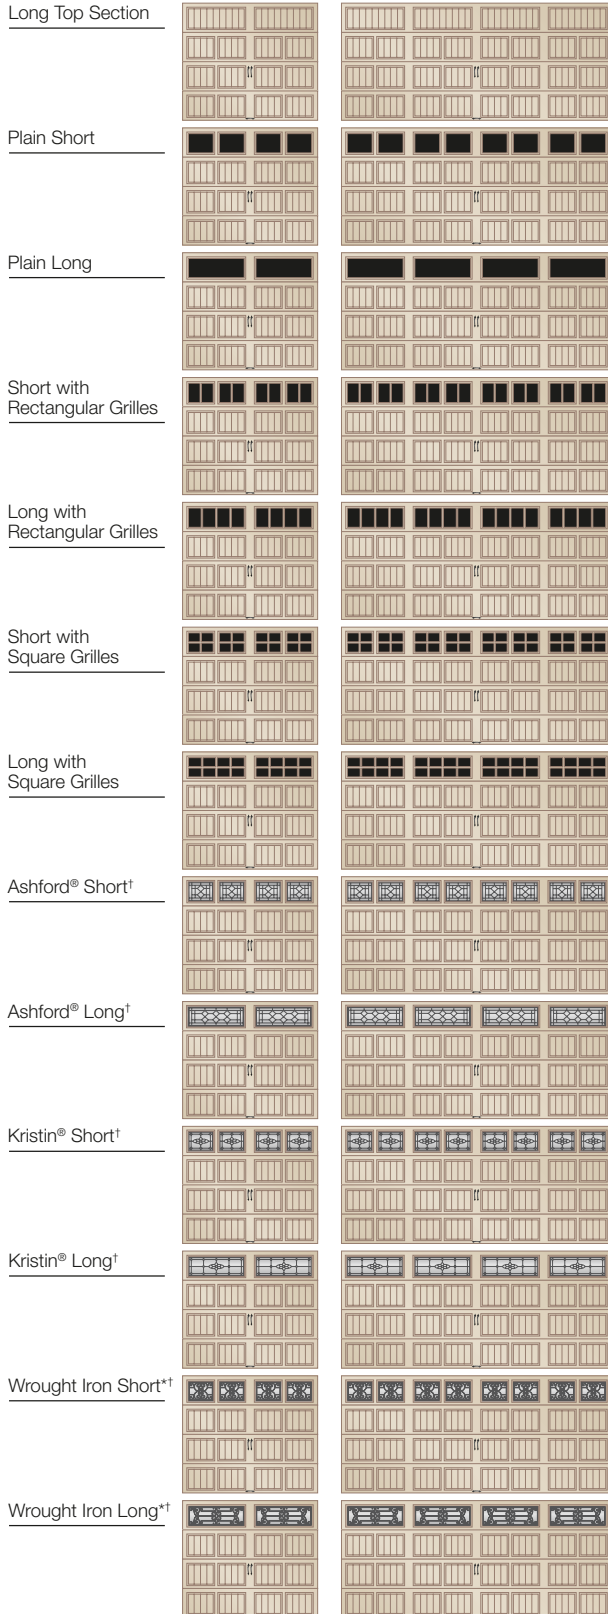 Long Top Section
Plain Short
Plain Long
Short with
Rectangular Grilles
Long with
Rectangular Grilles
Short with
Square Grilles
Long with
Square Grilles
Ashford® Short†
Ashford® Long†
Kristin® Short†
Kristin® Long†
Wrought Iron Short*†
Wrought Iron Long*†